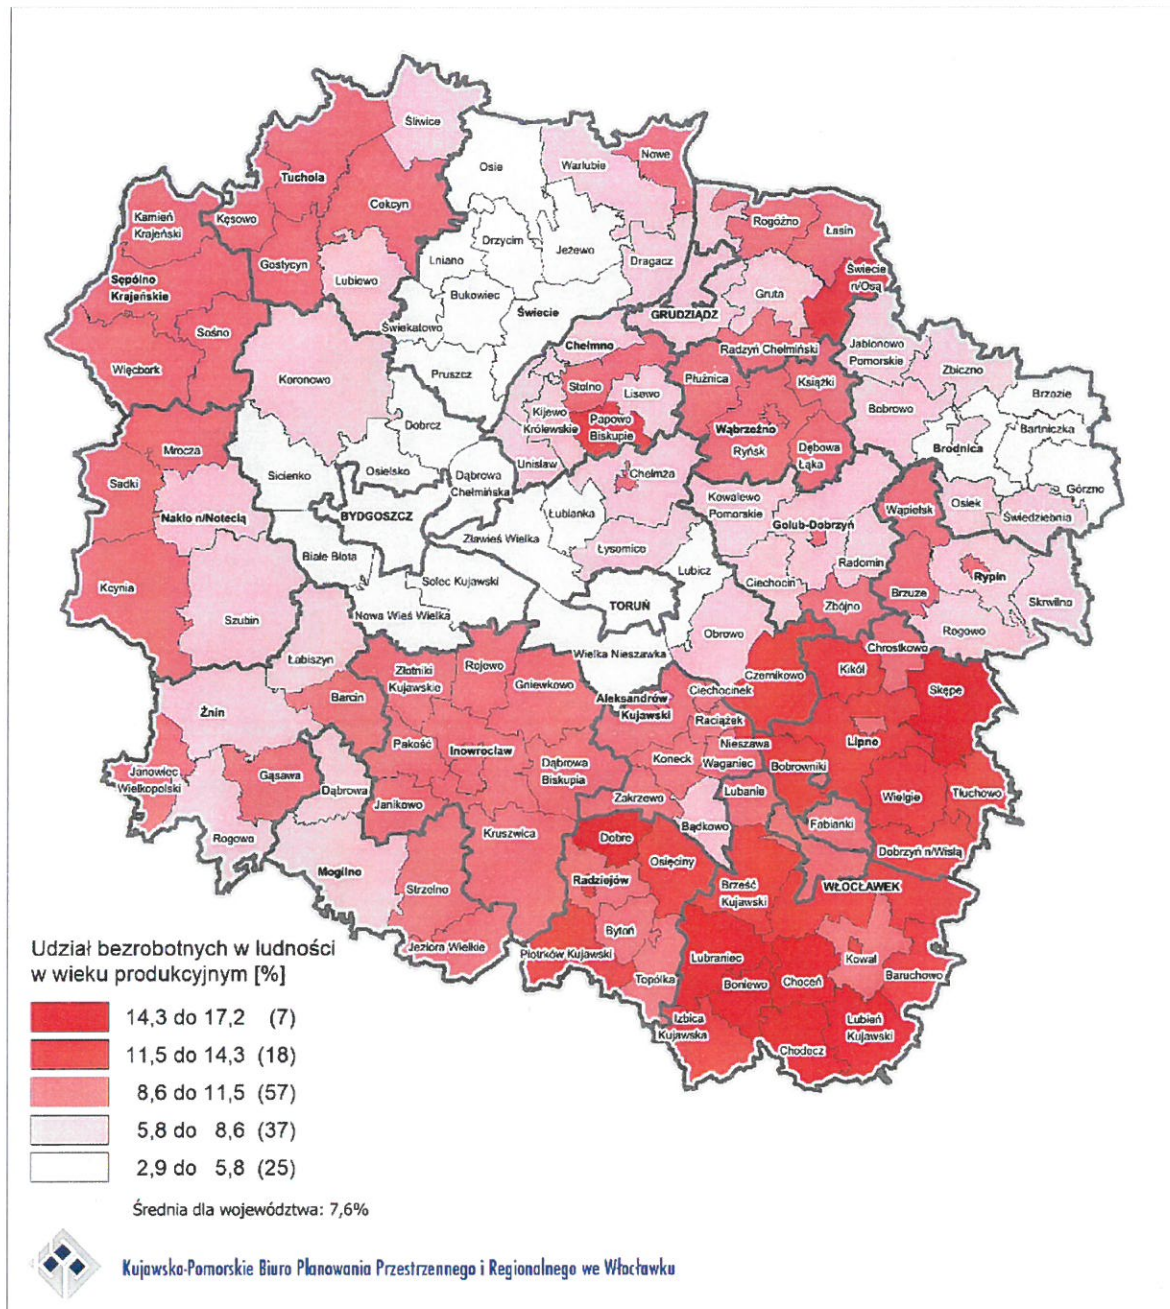 Śliwice
Osie
Warlubie
Nowe
Tuchola
Cekcyn
Kamień
Krajeński
Kęsowo
Rogóźno
Łasin
Drzycim
Jeżewo
Gostycyn
Lniano
Dragacz
Lubiewo
Świecie
n/Osą
Sępólno
Krajeńskie
Bukowiec
Gruta
Świekatowo
Świecie
GRUDZIĄDZ
Sośno
Chełmno
Radzyń Chełmiński
Jabłonowo
Pomorskie
Zbiczno
Więcbork
Koronowo
Pruszcz
Stolno
Płużnica
Książki
Brzozie
Lisewo
Bobrowo
Kijewo
Królewskie
Papowo
Biskupie
Wąbrzeźno
Bartniczka
Dobrcz
Brodnica
Mrocza
Ryńsk
Dębowa
Łąka
Sicienko
Osielsko
Dąbrowa
Chełmińska
Unisław
Chełmża
Sadki
Górzno
Nakło n/Notecią
BYDGOSZCZ
Łubianka
Kowalewo
Pomorskie
Golub-Dobrzyń
Wąpielsk
Osiek
Świedziebnia
Zławieś Wielka
Białe Błota
Łysomice
Radomin
Kcynia
Solec Kujawski
Lubicz
Ciechocin
Rypin
Brzuze
Szubin
Nowa Wieś Wielka
TORUŃ
Zbójno
Skrwilno
Obrowo
Rogowo
Łabiszyn
Wielka Nieszawka
Chrostkowo
Złotniki
Kujawskie
Rojewo
Gniewkowo
Czernikowo
Kikół
Skępe
Aleksandrów
Kujawski
Ciechocinek
Barcin
Żnin
Raciążek
Pakość
Inowrocław
Nieszawa
Lipno
Janowiec
Wielkopolski
Gąsawa
Dąbrowa
Dąbrowa
Biskupia
Koneck
Waganiec
Bobrowniki
Janikowo
Zakrzewo
Lubanie
Wielgie
Tłuchowo
Rogowo
Kruszwica
Bądkowo
Fabianki
Dobre
Osięciny
Dobrzyń n/Wisłą
Mogilno
Strzelno
Radziejów
Brześć
Kujawski
WŁOCŁAWEK
Jeziora Wielkie
Bytoń
Piotrków Kujawski
Lubraniec
Kowal
Topólka
Boniewo
Choceń
Baruchowo
Izbica
Kujawska
Lubień
Kujawski
Chodecz
Udział bezrobotnych w ludności
w wieku produkcyjnym [%]
14,3 do 17,2 (7)
11,5 do 14,3 (18)
8,6 do 11,5 (57)
5,8 do 8,6 (37)
2,9 do 5,8 (25)
Średnia dla województwa: 7,6%
Kujawsko-Pomorskie Biuro Planowania Przestrzennego i Regionalnego we Włocławku